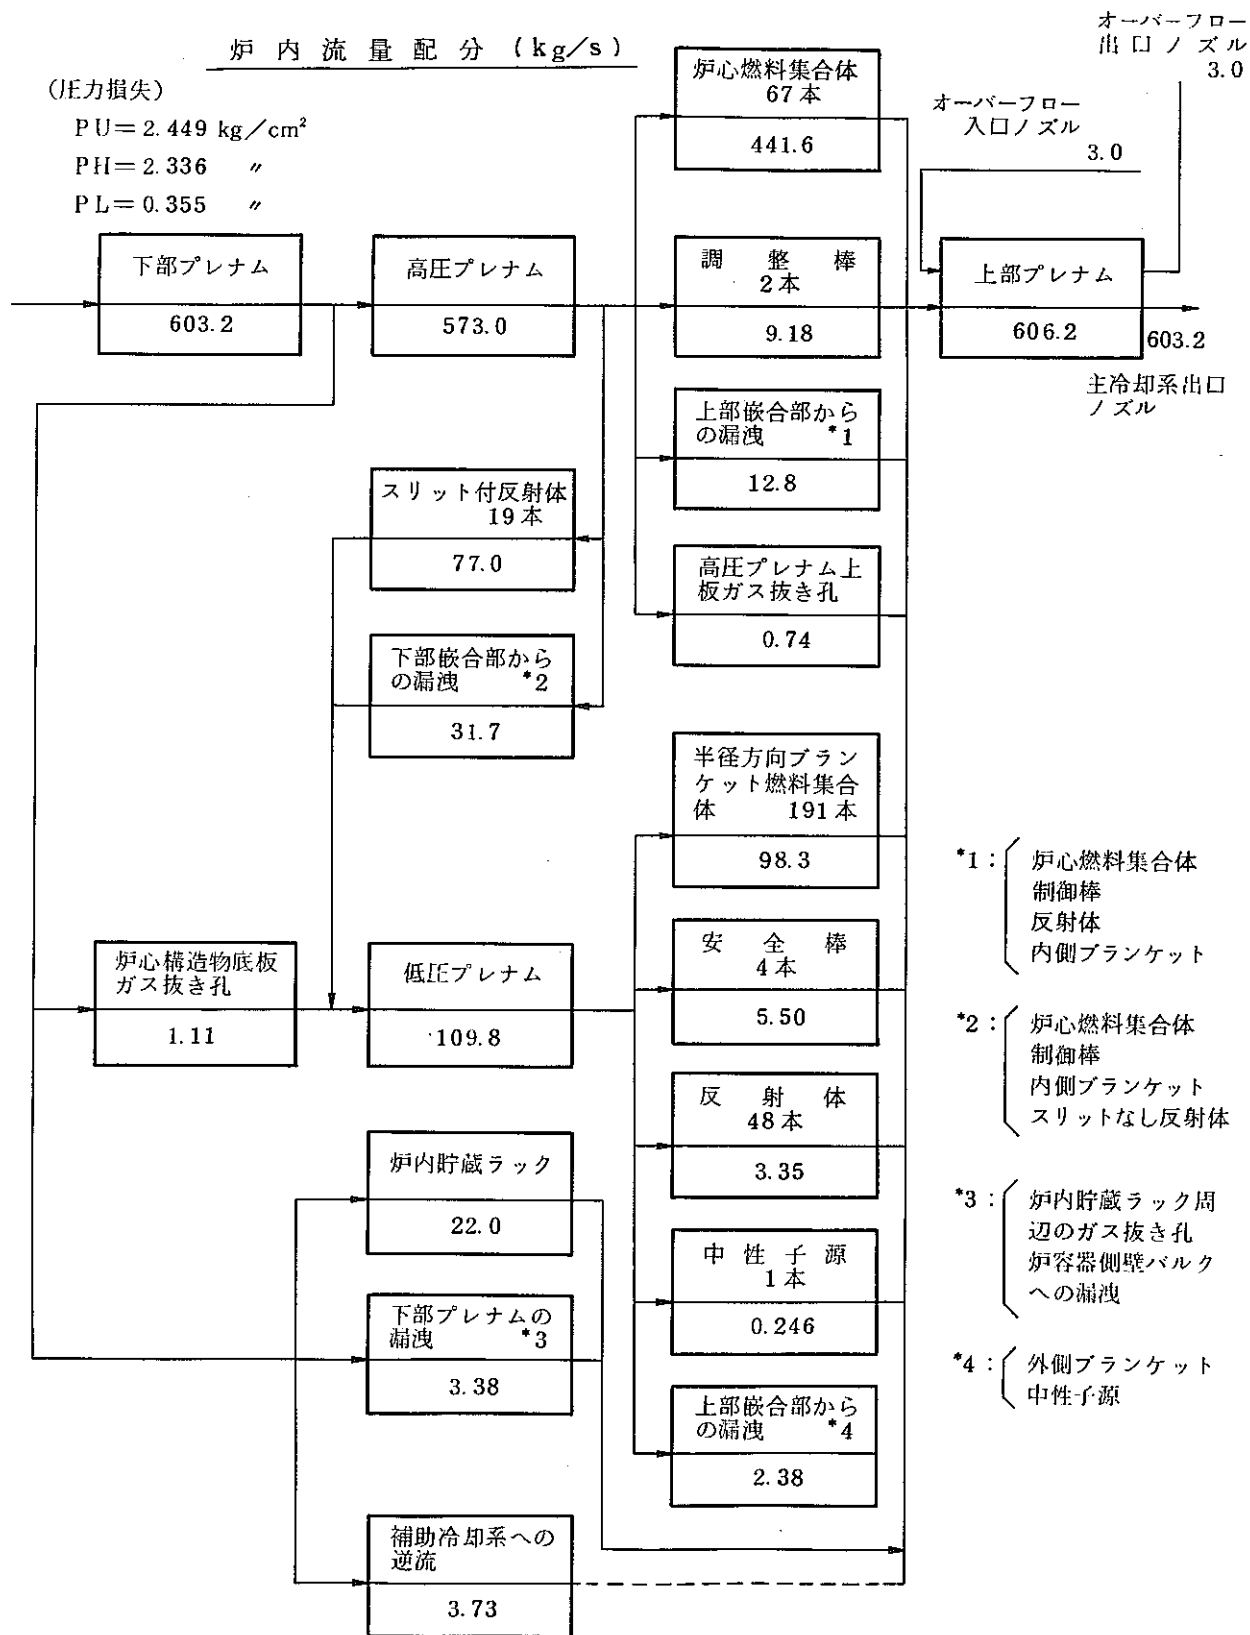 炉内流量配分 (kg/s)
(圧力損失)
PU=2.449 kg/cm²
PH=2.336 〃
PL=0.355 〃
オーバーフロー
出口ノズル
3.0
オーバーフロー
入口ノズル
3.0
炉心燃料集合体
67本
441.6
下部プレナム
603.2
高圧プレナム
573.0
調整棒
2本
9.18
上部プレナム
606.2
603.2
主冷却系出口
ノズル
上部嵌合部から
の漏洩 *1
12.8
スリット付反射体
19本
77.0
高圧プレナム上
板ガス抜き孔
0.74
下部嵌合部から
の漏洩 *2
31.7
半径方向ブラン
ケット燃料集合
体 191本
98.3
炉心構造物底板
ガス抜き孔
1.11
低圧プレナム
109.8
安全棒
4本
5.50
反射体
48本
3.35
炉内貯蔵ラック
22.0
中性子源
1本
0.246
下部プレナムの
漏洩 *3
3.38
上部嵌合部から
の漏洩 *4
2.38
補助冷却系への
逆流
3.73
*1: 炉心燃料集合体
制御棒
反射体
内側ブランケット
*2: 炉心燃料集合体
制御棒
内側ブランケット
スリットなし反射体
*3: 炉内貯蔵ラック周
辺のガス抜き孔
炉容器側壁バルク
への漏洩
*4: 外側ブランケット
中性子源